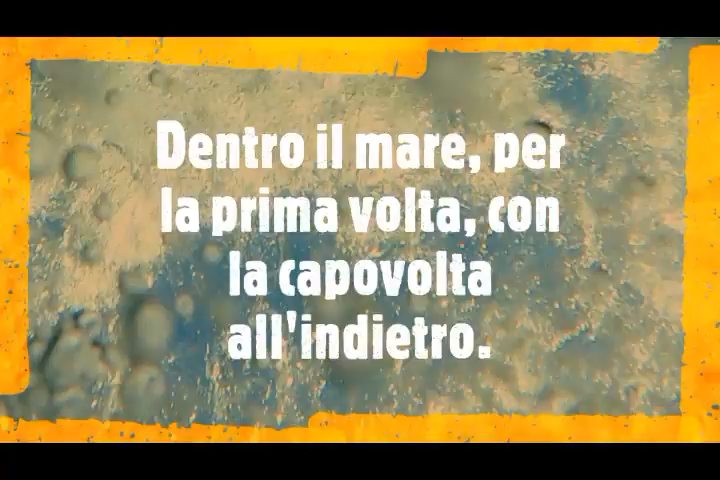 Dentro il mare, per
la prima volta, con
la capovolta
all'indietro.